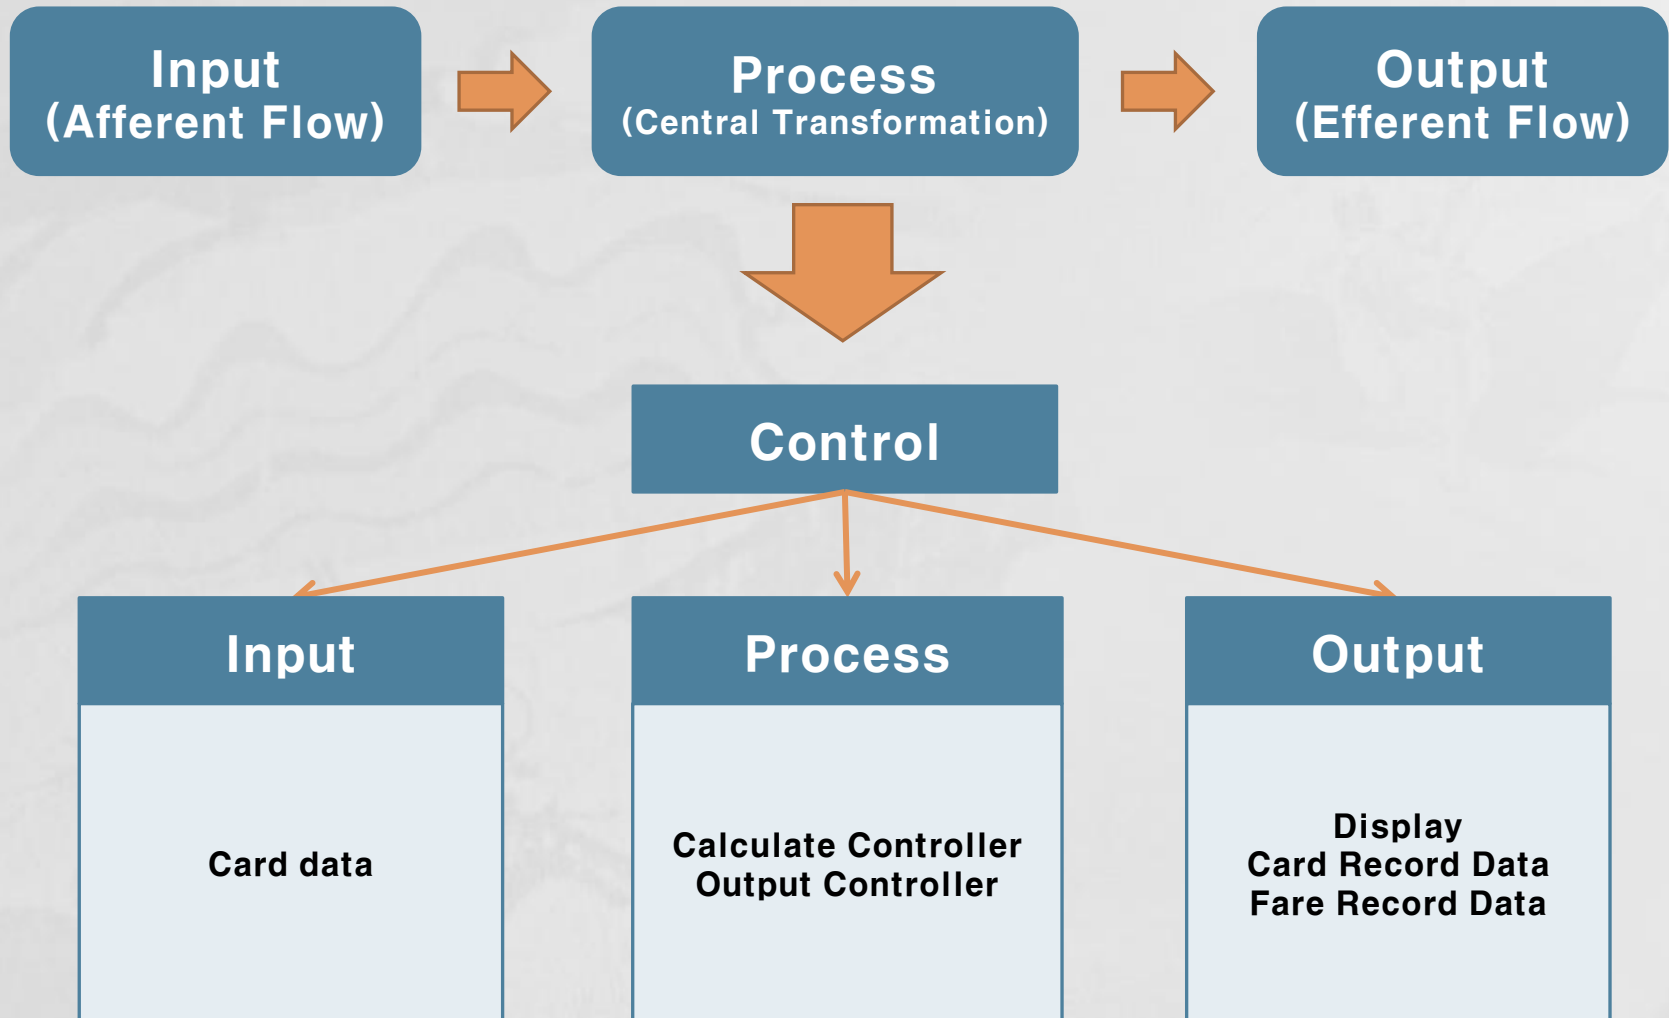 Input
(Afferent Flow)
Process
(Central Transformation)
Output
(Efferent Flow)
Control
Input
Card data
Process
Calculate Controller
Output Controller
Output
Display
Card Record Data
Fare Record Data